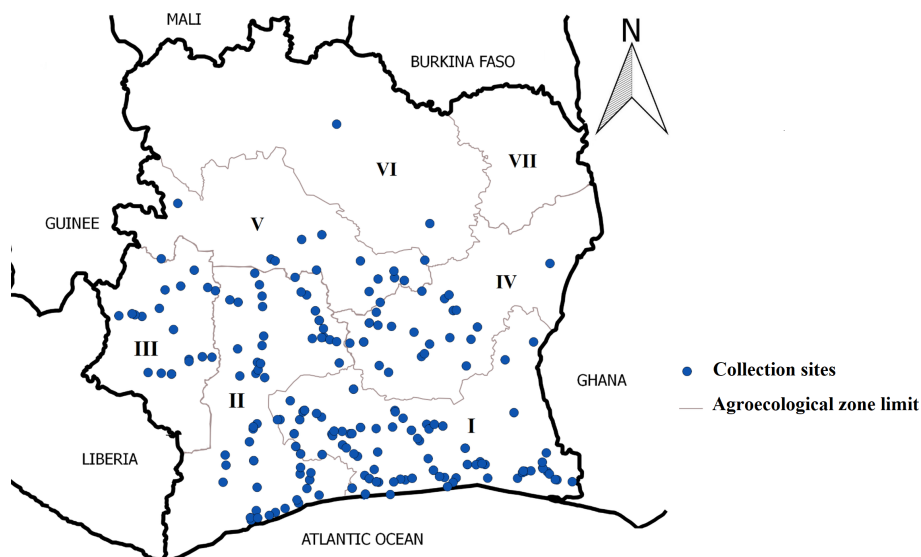 MALI
BURKINA FASO
N
VI
VII
GUINEE
V
IV
III
Collection sites
GHANA
II
Agroecological zone limit
I
LIBERIA
ATLANTIC OCEAN